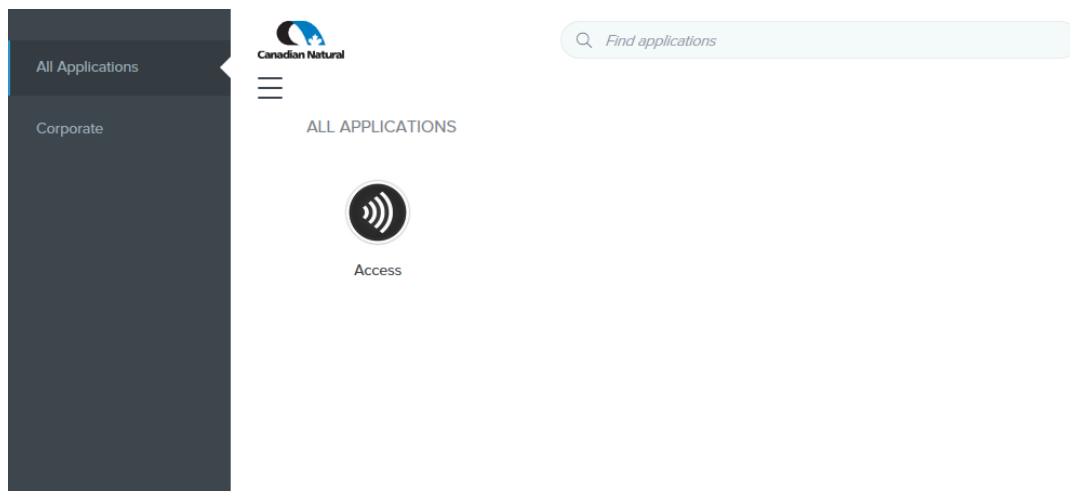 All Applications
Corporate
Canadian Natural
Find applications
ALL APPLICATIONS
Access